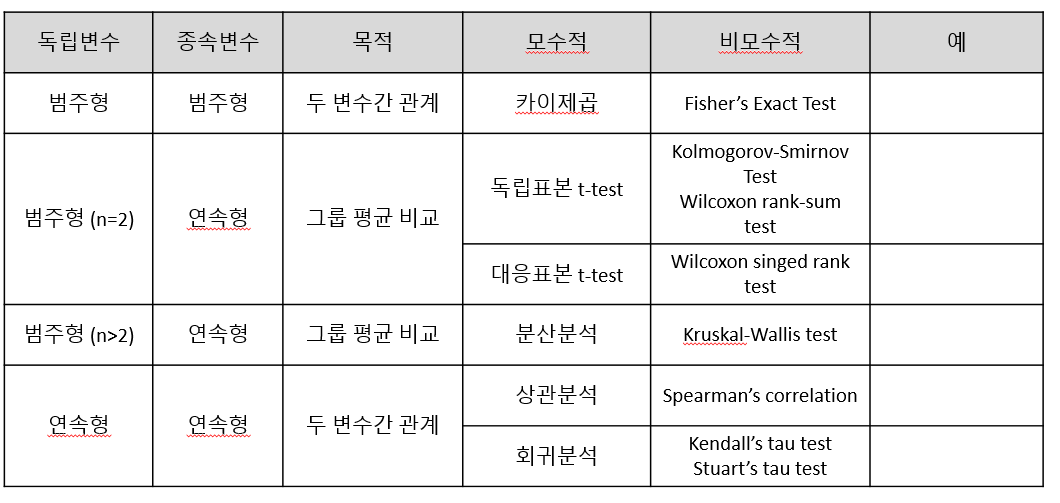 독립변수 종속변수 목적 모수적 비모수적 예
범주형 범주형 두 변수간 관계 카이제곱 Fisher’s Exact Test
범주형 (n=2) 연속형 그룹 평균 비교
독립표본 t-test
Kolmogorov-Smirnov
Test
Wilcoxon rank-sum
test
대응표본 t-test
Wilcoxon singed rank
test
범주형 (n>2) 연속형 그룹 평균 비교 분산분석 Kruskal-Wallis test
연속형 연속형 두 변수간 관계
상관분석 Spearman’s correlation
회귀분석
Kendall’s tau test
Stuart’s tau test